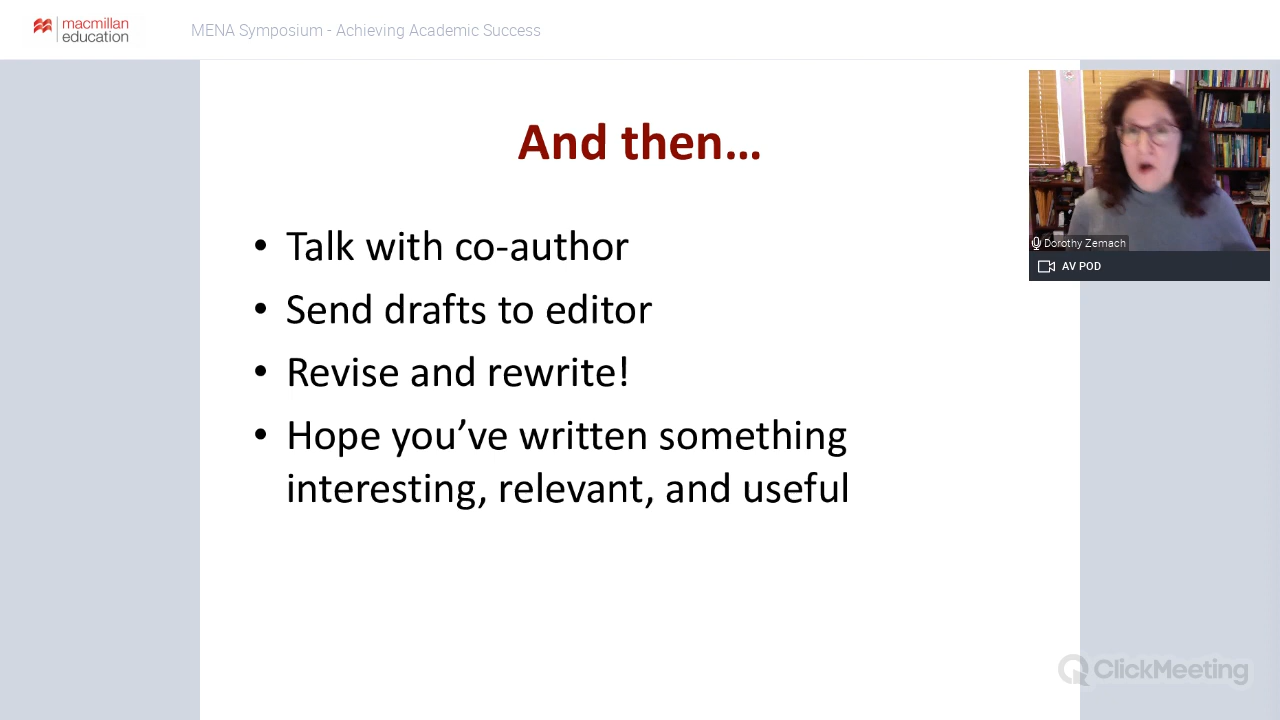 macmillan
education
MENA Symposium - Achieving Academic Success
And then…
• Talk with co-author
• Send drafts to editor
• Revise and rewrite!
• Hope you’ve written something
interesting, relevant, and useful
Dorothy Zemach
AV POD
ClickMeeting